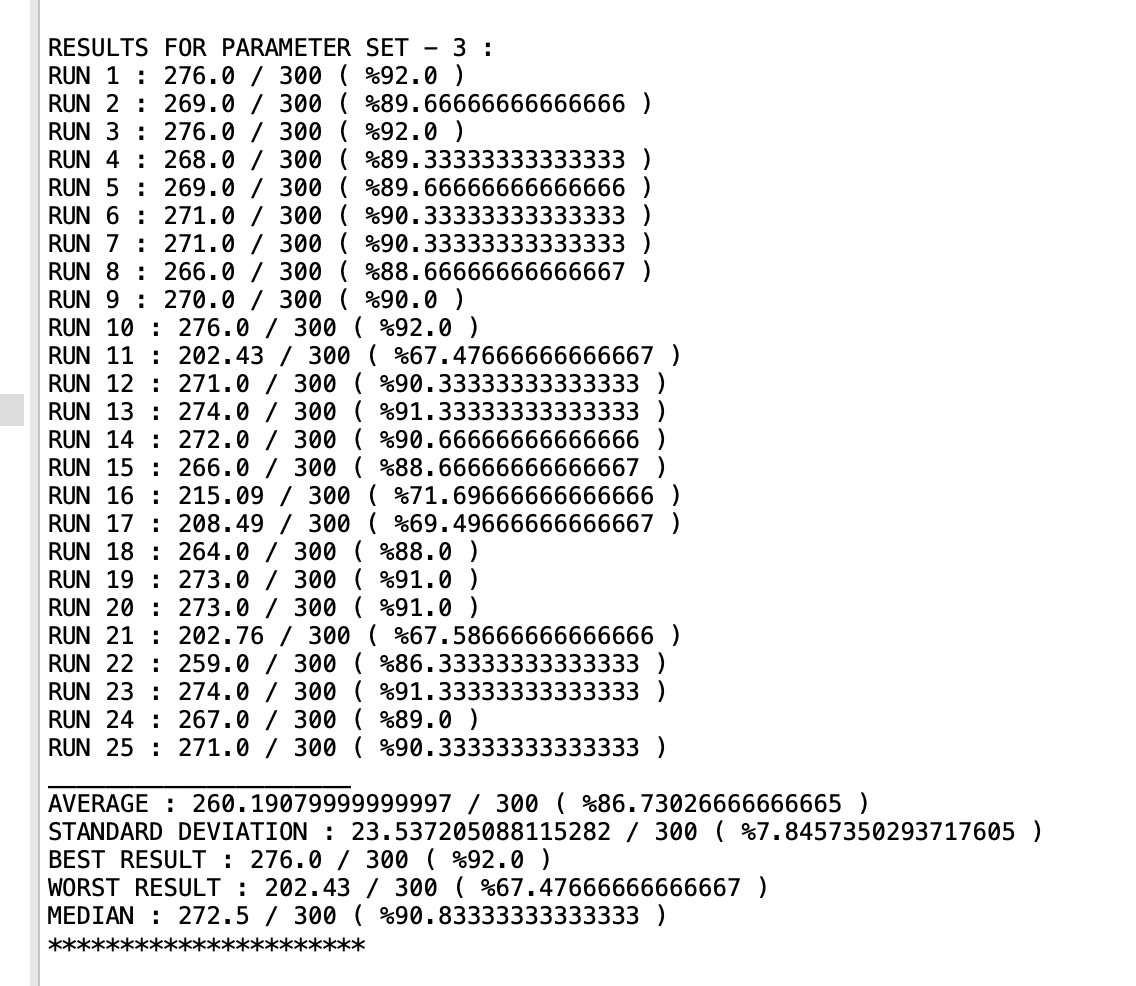 RESULTS FOR PARAMETER SET - 3 :
RUN 1 : 276.0 / 300 ( %92.0 )
RUN 2 : 269.0 / 300 ( %89.66666666666666 )
RUN 3 : 276.0 / 300 ( %92.0 )
RUN 4 : 268.0 / 300 ( %89.33333333333333 )
RUN 5 : 269.0 / 300 ( %89.66666666666666 )
RUN 6 : 271.0 / 300 ( %90.33333333333333 )
RUN 7 : 271.0 / 300 ( %90.33333333333333 )
RUN 8 : 266.0 / 300 ( %88.66666666666667 )
RUN 9 : 270.0 / 300 ( %90.0 )
RUN 10 : 276.0 / 300 ( %92.0 )
RUN 11 : 202.43 / 300 ( %67.47666666666667 )
RUN 12 : 271.0 / 300 ( %90.33333333333333 )
RUN 13 : 274.0 / 300 ( %91.33333333333333 )
RUN 14 : 272.0 / 300 ( %90.66666666666666 )
RUN 15 : 266.0 / 300 ( %88.66666666666667 )
RUN 16 : 215.09 / 300 ( %71.69666666666666 )
RUN 17 : 208.49 / 300 ( %69.49666666666667 )
RUN 18 : 264.0 / 300 ( %88.0 )
RUN 19 : 273.0 / 300 ( %91.0 )
RUN 20 : 273.0 / 300 ( %91.0 )
RUN 21 : 202.76 / 300 ( %67.58666666666666 )
RUN 22 : 259.0 / 300 ( %86.33333333333333 )
RUN 23 : 274.0 / 300 ( %91.33333333333333 )
RUN 24 : 267.0 / 300 ( %89.0 )
RUN 25 : 271.0 / 300 ( %90.33333333333333 )
_____________________
AVERAGE : 260.19079999999997 / 300 ( %86.73026666666665 )
STANDARD DEVIATION : 23.537205088115282 / 300 ( %7.8457350293717605 )
BEST RESULT : 276.0 / 300 ( %92.0 )
WORST RESULT : 202.43 / 300 ( %67.47666666666667 )
MEDIAN : 272.5 / 300 ( %90.83333333333333 )
**********************